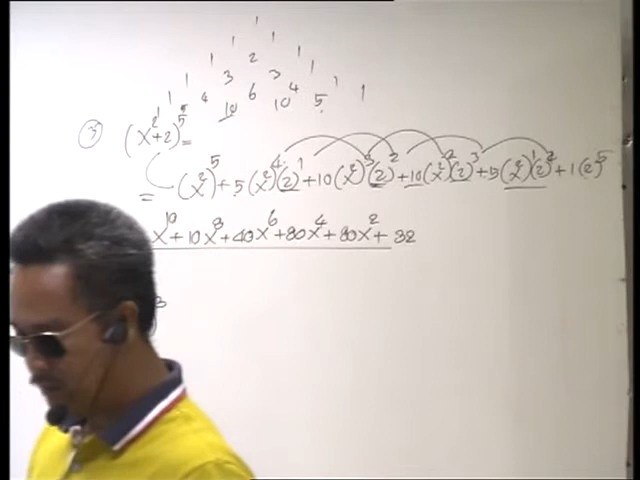 1
1 1
1 2 1
1 3 3 1
1 4 6 4 1
1 5 10 10 5 1
③ (x²+2)⁵=
= (x²)⁵+5(x²)⁴(2)¹+10(x²)³(2)²+10(x²)²(2)³+5(x²)¹(2)²+1(2)⁵
x¹⁰+10x⁸+40x⁶+80x⁴+80x²+32